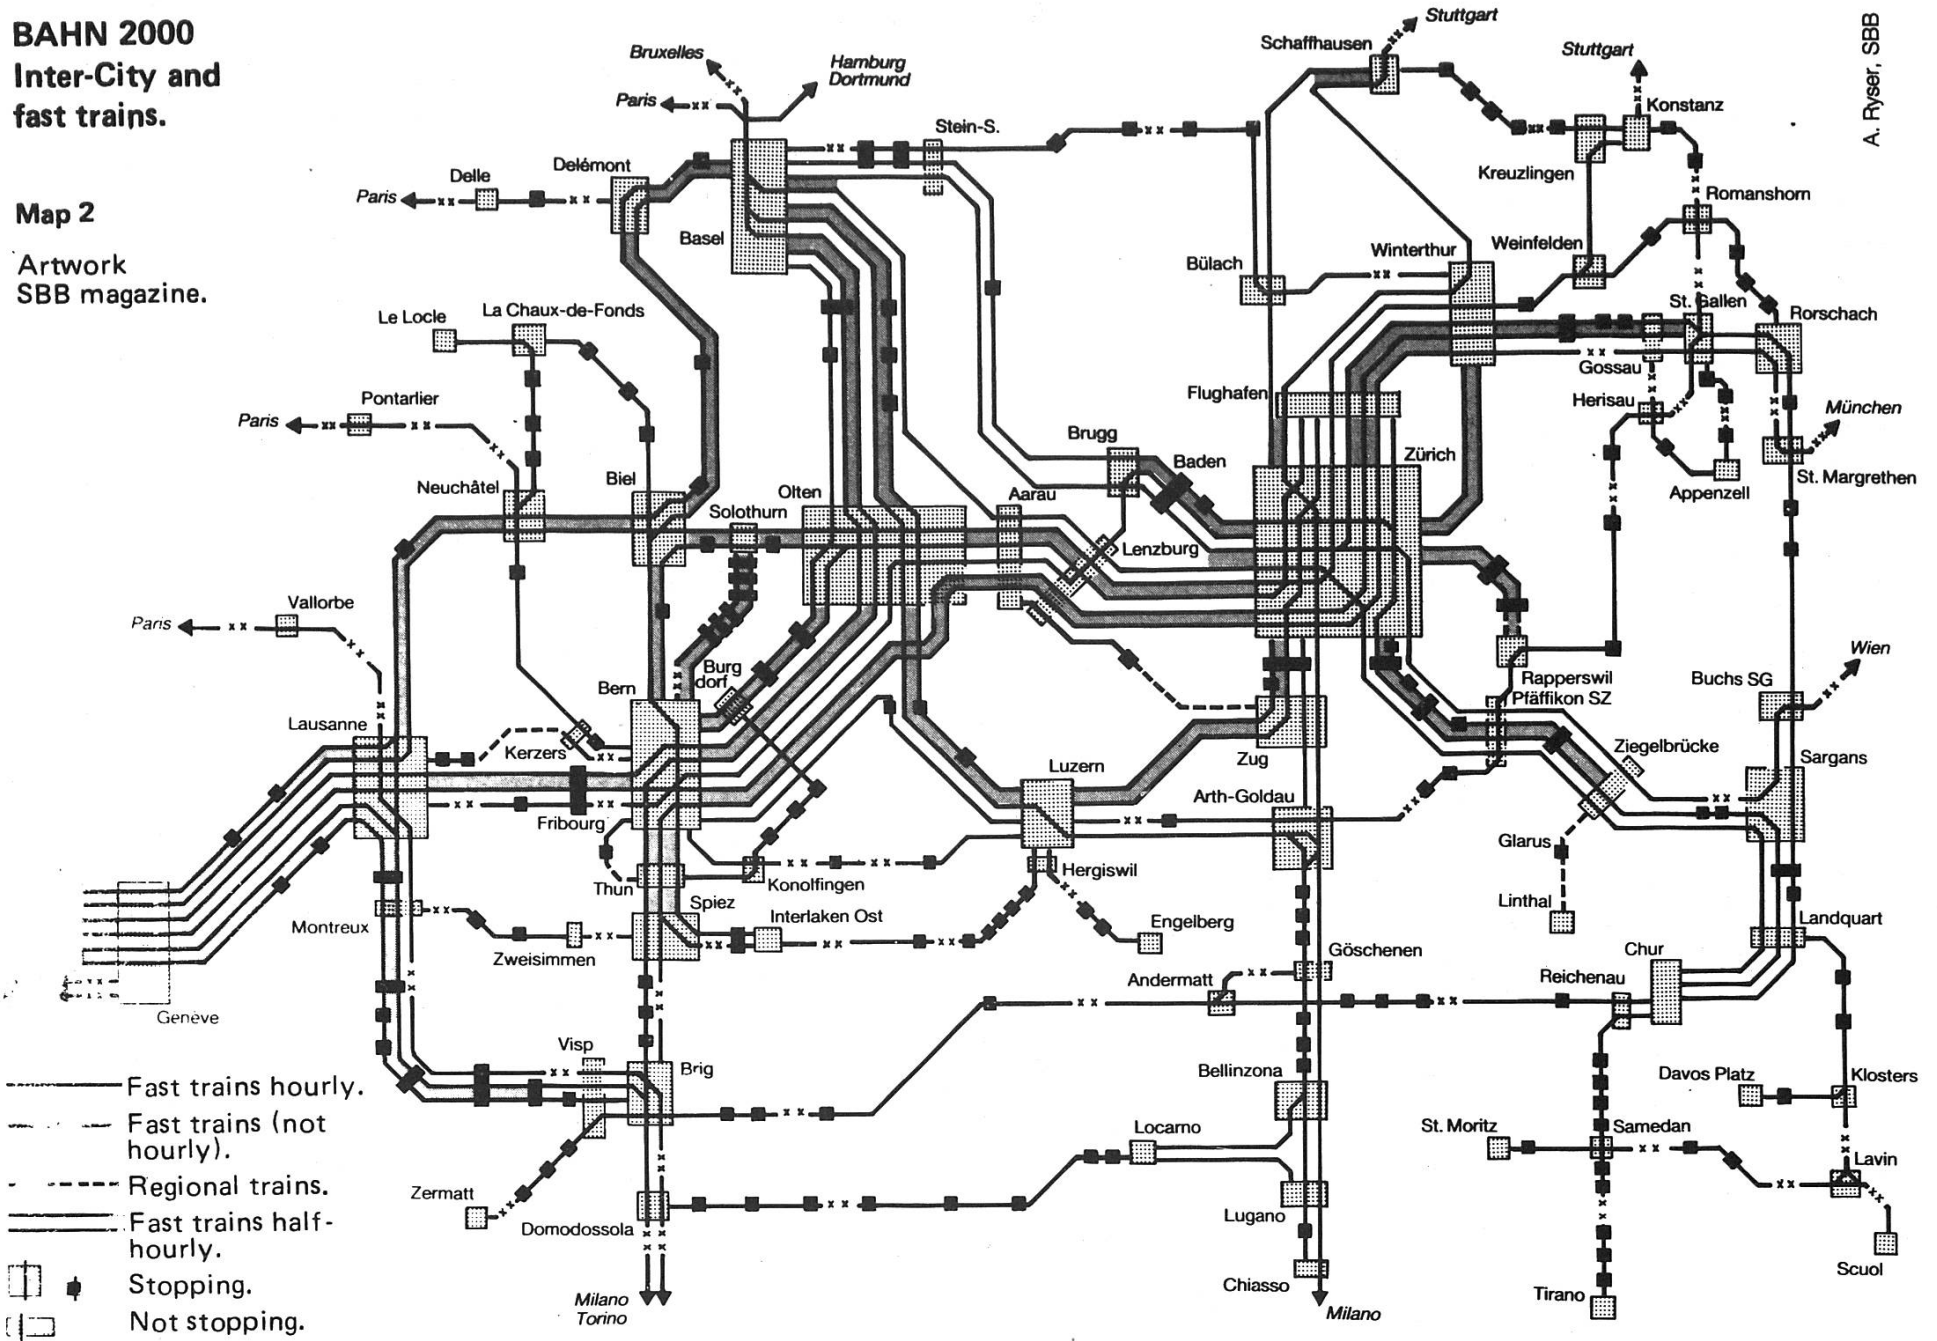 BAHN 2000
Inter-City and
fast trains.
Map 2
Artwork
SBB magazine.
A. Ryser, SBB
Stuttgart
Schaffhausen
Stuttgart
Bruxelles
Hamburg
Dortmund
Paris
Konstanz
Stein-S.
Delémont
Kreuzlingen
Delle
Paris
Romanshorn
Basel
Weinfelden
Winterthur
Bülach
St. Gallen
Le Locle
La Chaux-de-Fonds
Rorschach
Gossau
Flughafen
Pontarlier
Herisau
München
Paris
Brugg
Baden
Zürich
St. Margrethen
Neuchâtel
Biel
Olten
Aarau
Appenzell
Solothurn
Lenzburg
Vallorbe
Paris
Wien
Burg
dorf
Rapperswil
Buchs SG
Bern
Pfäffikon SZ
Lausanne
Kerzers
Ziegelbrücke
Zug
Luzern
Sargans
Arth-Goldau
Fribourg
Glarus
Thun
Konolfingen
Hergiswil
Linthal
Spiez
Montreux
Interlaken Ost
Engelberg
Landquart
Zweisimmen
Göschenen
Chur
Andermatt
Reichenau
Genève
Visp
Brig
Bellinzona
Davos Platz
Klosters
Fast trains hourly.
Fast trains (not
hourly).
Locarno
St. Moritz
Samedan
Lavin
Regional trains.
Zermatt
Domodossola
Lugano
Fast trains half-
hourly.
Scuol
Stopping.
Chiasso
Tirano
Milano
Torino
Milano
Not stopping.